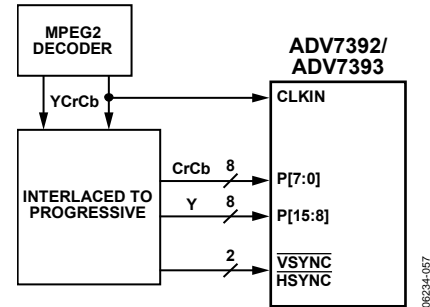 MPEG2
DECODER
ADV7392/
ADV7393
YCrCb
CLKIN
INTERLACED TO
PROGRESSIVE
CrCb 8
P[7:0]
Y 8
P[15:8]
2
VSYNC
HSYNC
06234-057